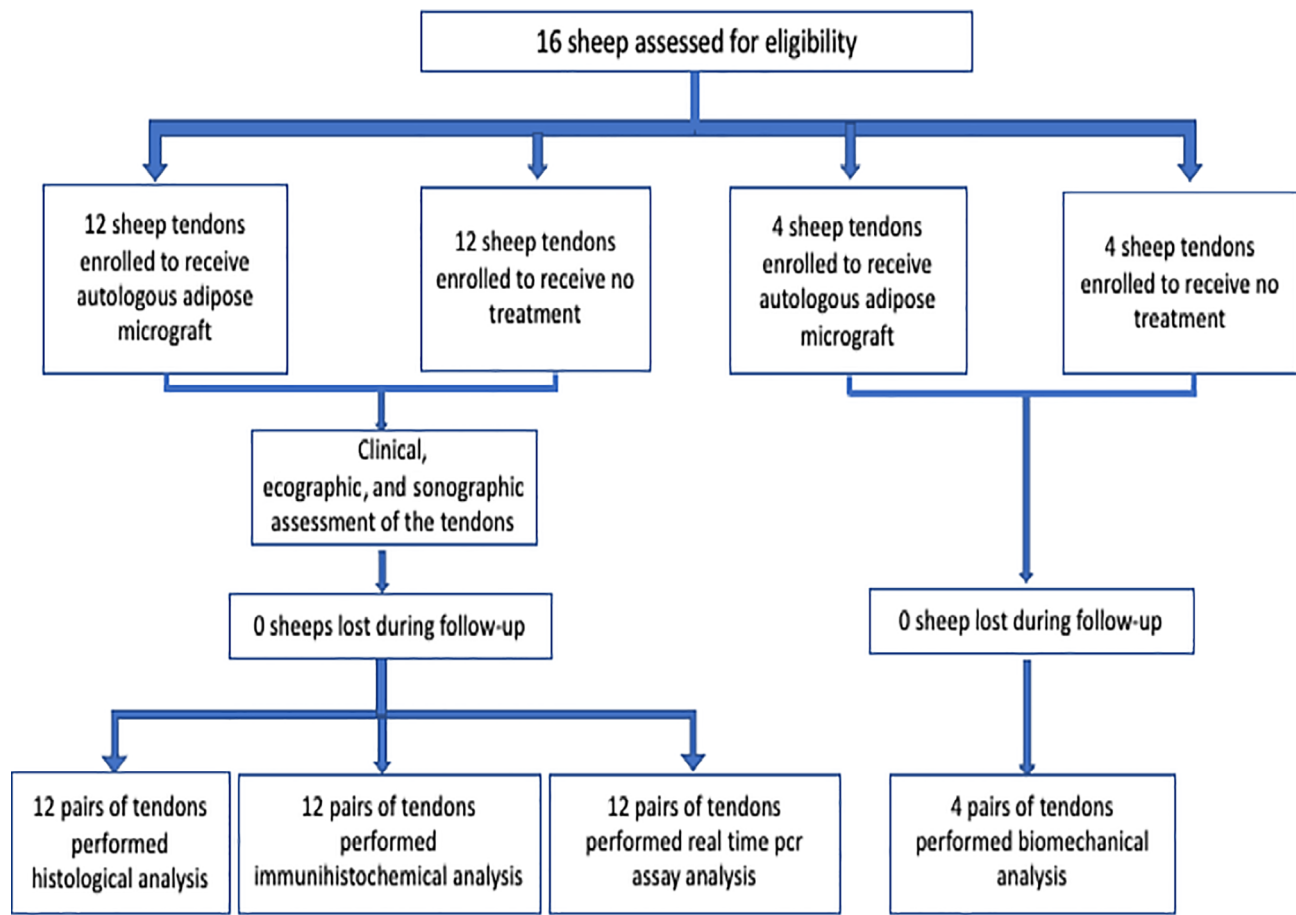 16 sheep assessed for eligibility
12 sheep tendons
enrolled to receive
autologous adipose
micrograft
12 sheep tendons
enrolled to receive no
treatment
4 sheep tendons
enrolled to receive
autologous adipose
micrograft
4 sheep tendons
enrolled to receive no
treatment
Clinical,
ecographic, and sonographic
assessment of the tendons
0 sheeps lost during follow-up
0 sheep lost during follow-up
12 pairs of tendons
performed
histological analysis
12 pairs of tendons
performed
immunihistochemical analysis
12 pairs of tendons
performed real time pcr
assay analysis
4 pairs of tendons
performed biomechanical
analysis